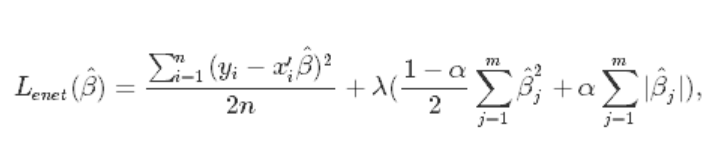 $L_{enet}(\hat{\beta}) = \frac{\sum_{i=1}^{n} (y_i - x_i' \hat{\beta})^2}{2n} + \lambda(\frac{1-\alpha}{2} \sum_{j=1}^{m} \hat{\beta}_j^2 + \alpha \sum_{j=1}^{m} |\hat{\beta}_j|),$